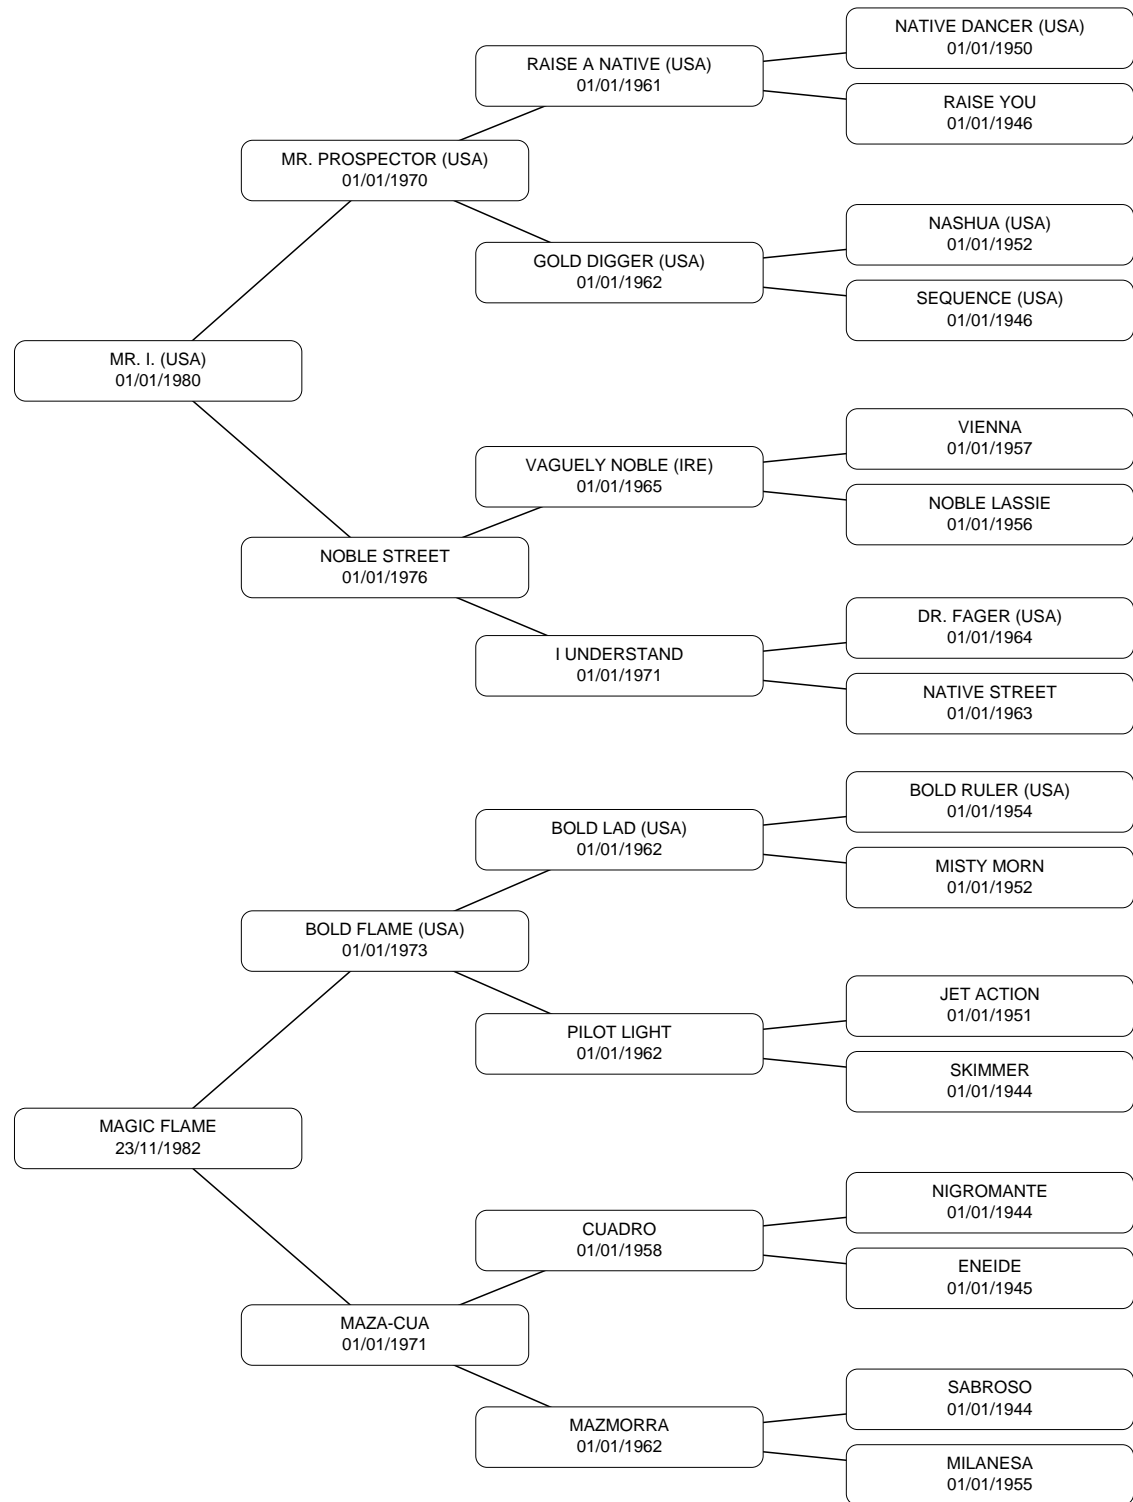 NATIVE DANCER (USA)
01/01/1950
RAISE A NATIVE (USA)
01/01/1961
RAISE YOU
01/01/1946
MR. PROSPECTOR (USA)
01/01/1970
NASHUA (USA)
01/01/1952
GOLD DIGGER (USA)
01/01/1962
SEQUENCE (USA)
01/01/1946
MR. I. (USA)
01/01/1980
VIENNA
01/01/1957
VAGUELY NOBLE (IRE)
01/01/1965
NOBLE LASSIE
01/01/1956
NOBLE STREET
01/01/1976
DR. FAGER (USA)
01/01/1964
I UNDERSTAND
01/01/1971
NATIVE STREET
01/01/1963
BOLD RULER (USA)
01/01/1954
BOLD LAD (USA)
01/01/1962
MISTY MORN
01/01/1952
BOLD FLAME (USA)
01/01/1973
JET ACTION
01/01/1951
PILOT LIGHT
01/01/1962
SKIMMER
01/01/1944
MAGIC FLAME
23/11/1982
NIGROMANTE
01/01/1944
CUADRO
01/01/1958
ENEIDE
01/01/1945
MAZA-CUA
01/01/1971
SABROSO
01/01/1944
MAZMORRA
01/01/1962
MILANESA
01/01/1955